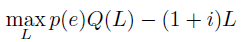 max p(e)Q(L) − (1 + i)L
L